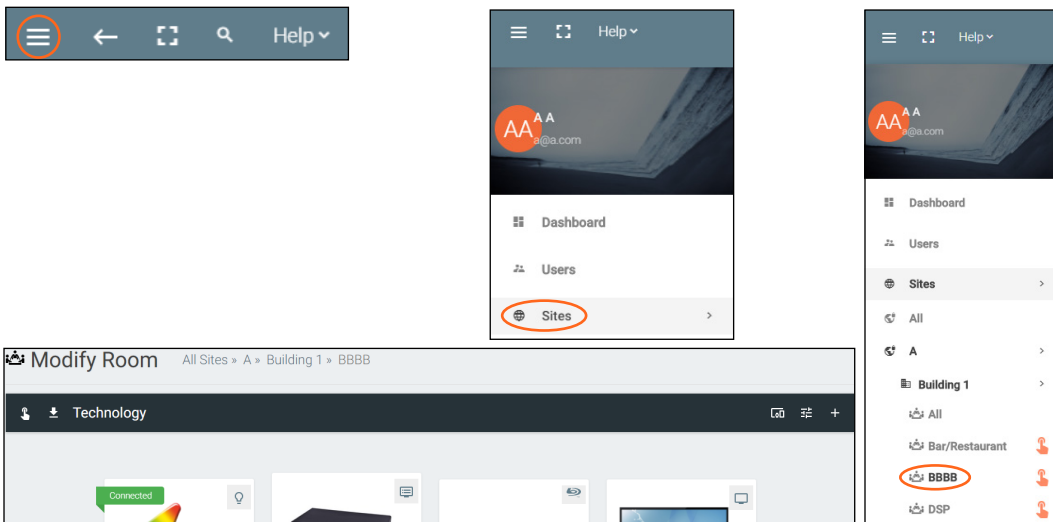 Help
Help
AA
A A
a@a.com
Dashboard
Users
Sites
Help
AA
A A
a@a.com
Dashboard
Users
Sites
All
A
Building 1
All
Bar/Restaurant
BBBB
DSP
Modify Room All Sites » A » Building 1 » BBBB
Technology
Connected